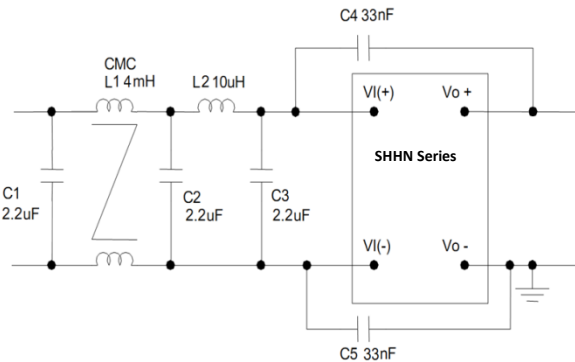 C4 33nF
CMC
L1 4mH
L2 10uH
VI(+)
Vo +
SHHN Series
C1
2.2uF
C2
2.2uF
C3
2.2uF
VI(-)
Vo -
C5 33nF